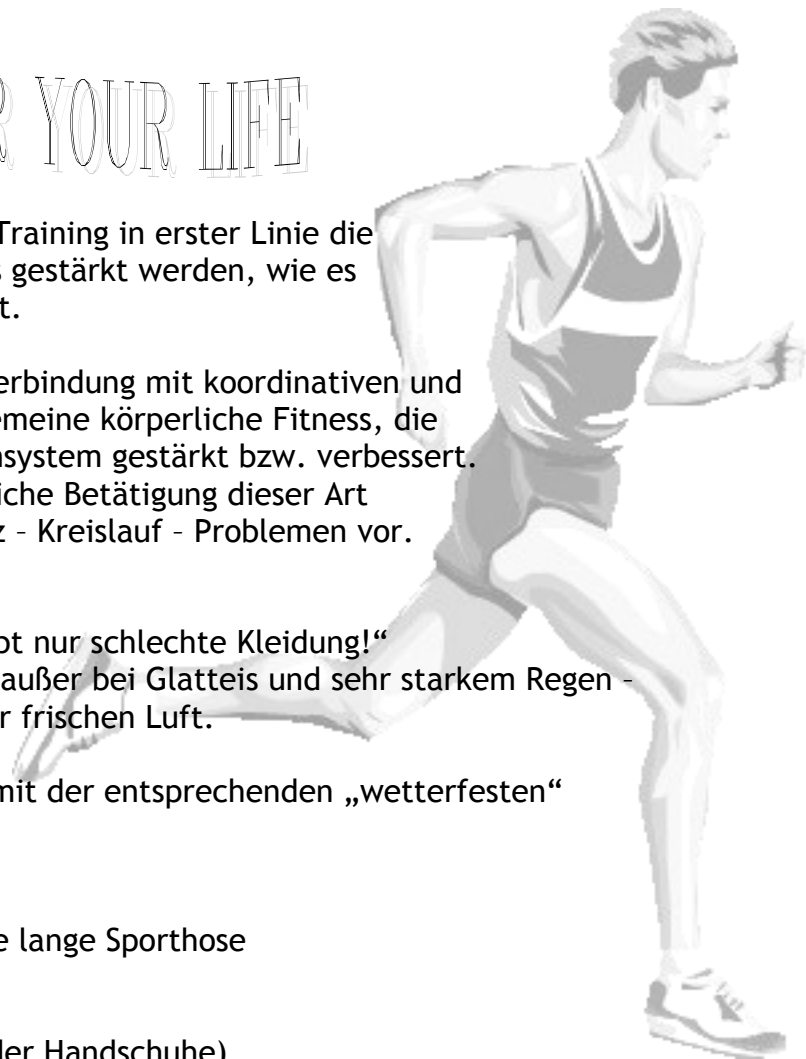 R YOUR LIFE
Training in erster Linie die
s gestärkt werden, wie es
t.
erbindung mit koordinativen und
emeine körperliche Fitness, die
nsystem gestärkt bzw. verbessert.
iche Betätigung dieser Art
z – Kreislauf – Problemen vor.
bt nur schlechte Kleidung!“
außer bei Glatteis und sehr starkem Regen –
r frischen Luft.
mit der entsprechenden „wetterfesten“
e lange Sporthose
der Handschuhe)